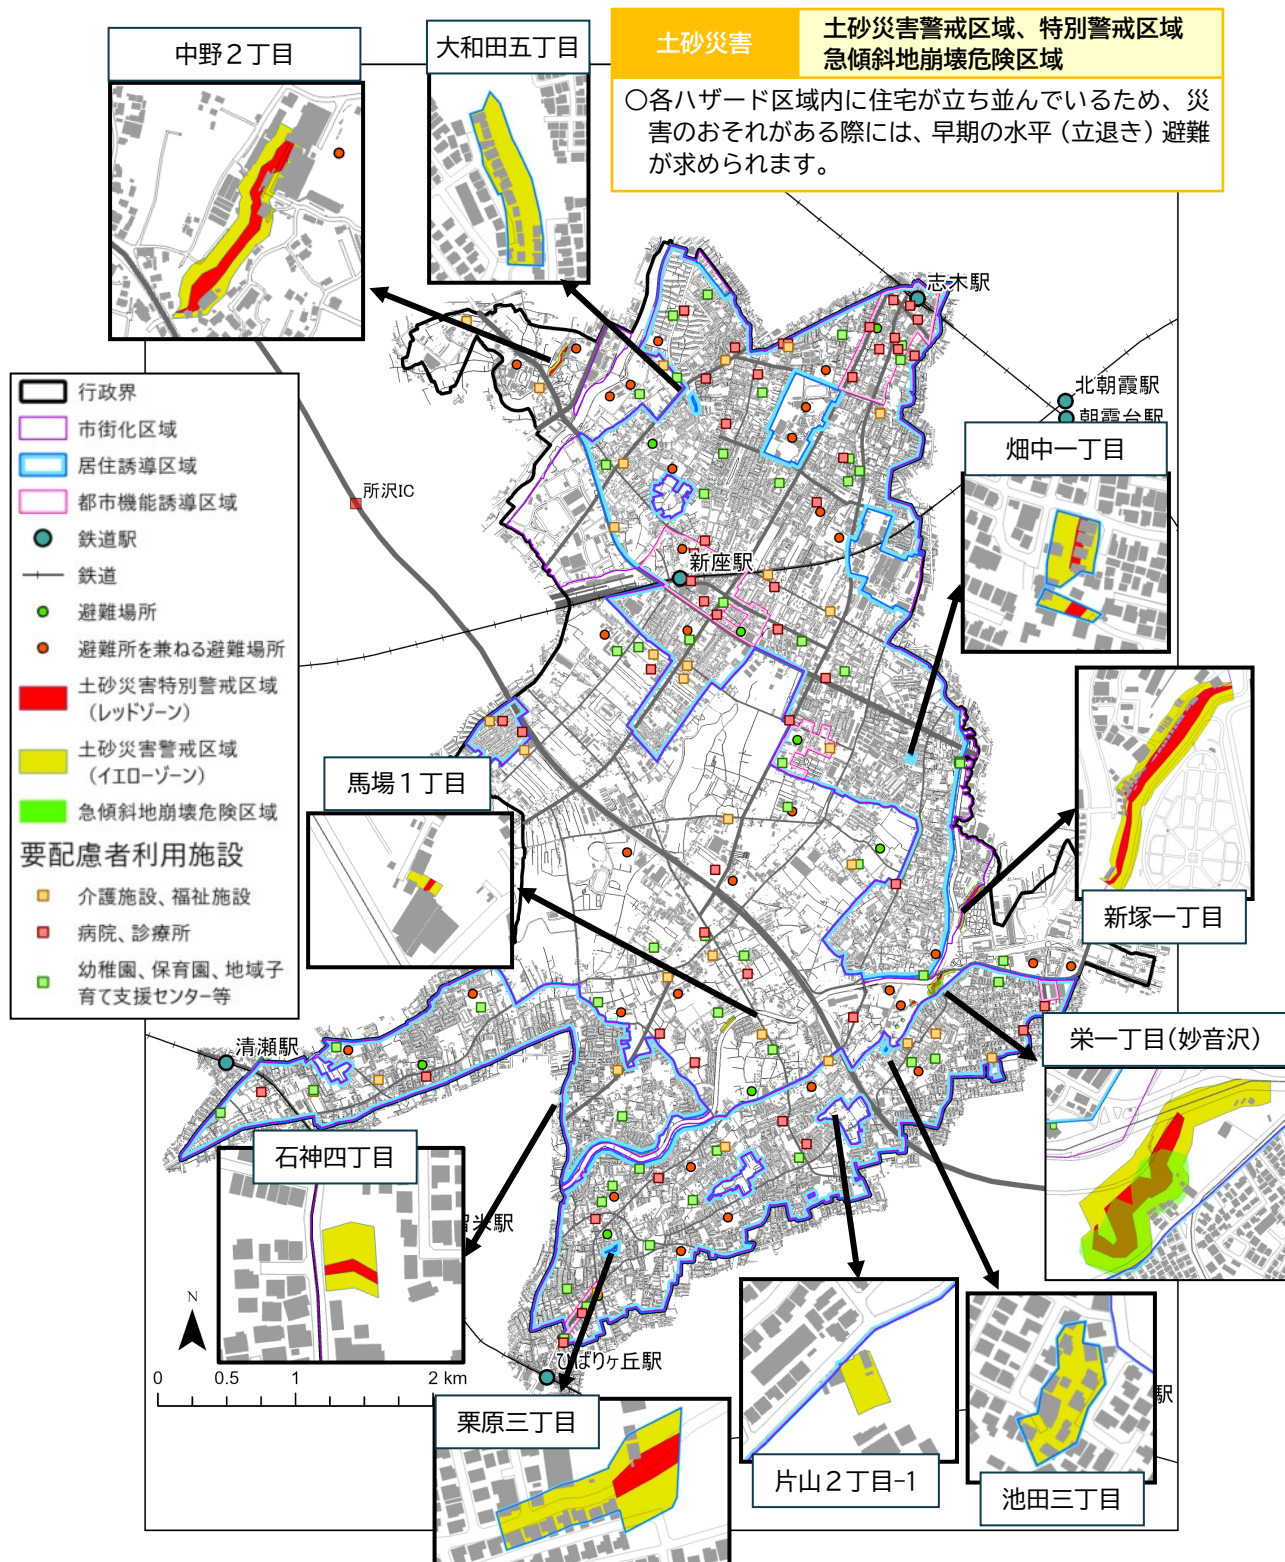 中野２丁目
大和田五丁目
土砂災害
土砂災害警戒区域、特別警戒区域
急傾斜地崩壊危険区域
○各ハザード区域内に住宅が立ち並んでいるため、災
害のおそれがある際には、早期の水平（立退き）避難
が求められます。
志木駅
北朝霞駅
朝霞台駅
畑中一丁目
行政界
市街化区域
居住誘導区域
都市機能誘導区域
鉄道駅
鉄道
避難場所
避難所を兼ねる避難場所
土砂災害特別警戒区域
（レッドゾーン）
土砂災害警戒区域
（イエローゾーン）
急傾斜地崩壊危険区域
要配慮者利用施設
介護施設、福祉施設
病院、診療所
幼稚園、保育園、地域子
育て支援センター等
所沢IC
新座駅
馬場１丁目
新塚一丁目
栄一丁目（妙音沢）
清瀬駅
石神四丁目
留米駅
ひばりヶ丘駅
N
0 0.5 1 2 km
栗原三丁目
片山２丁目-1
池田三丁目
駅